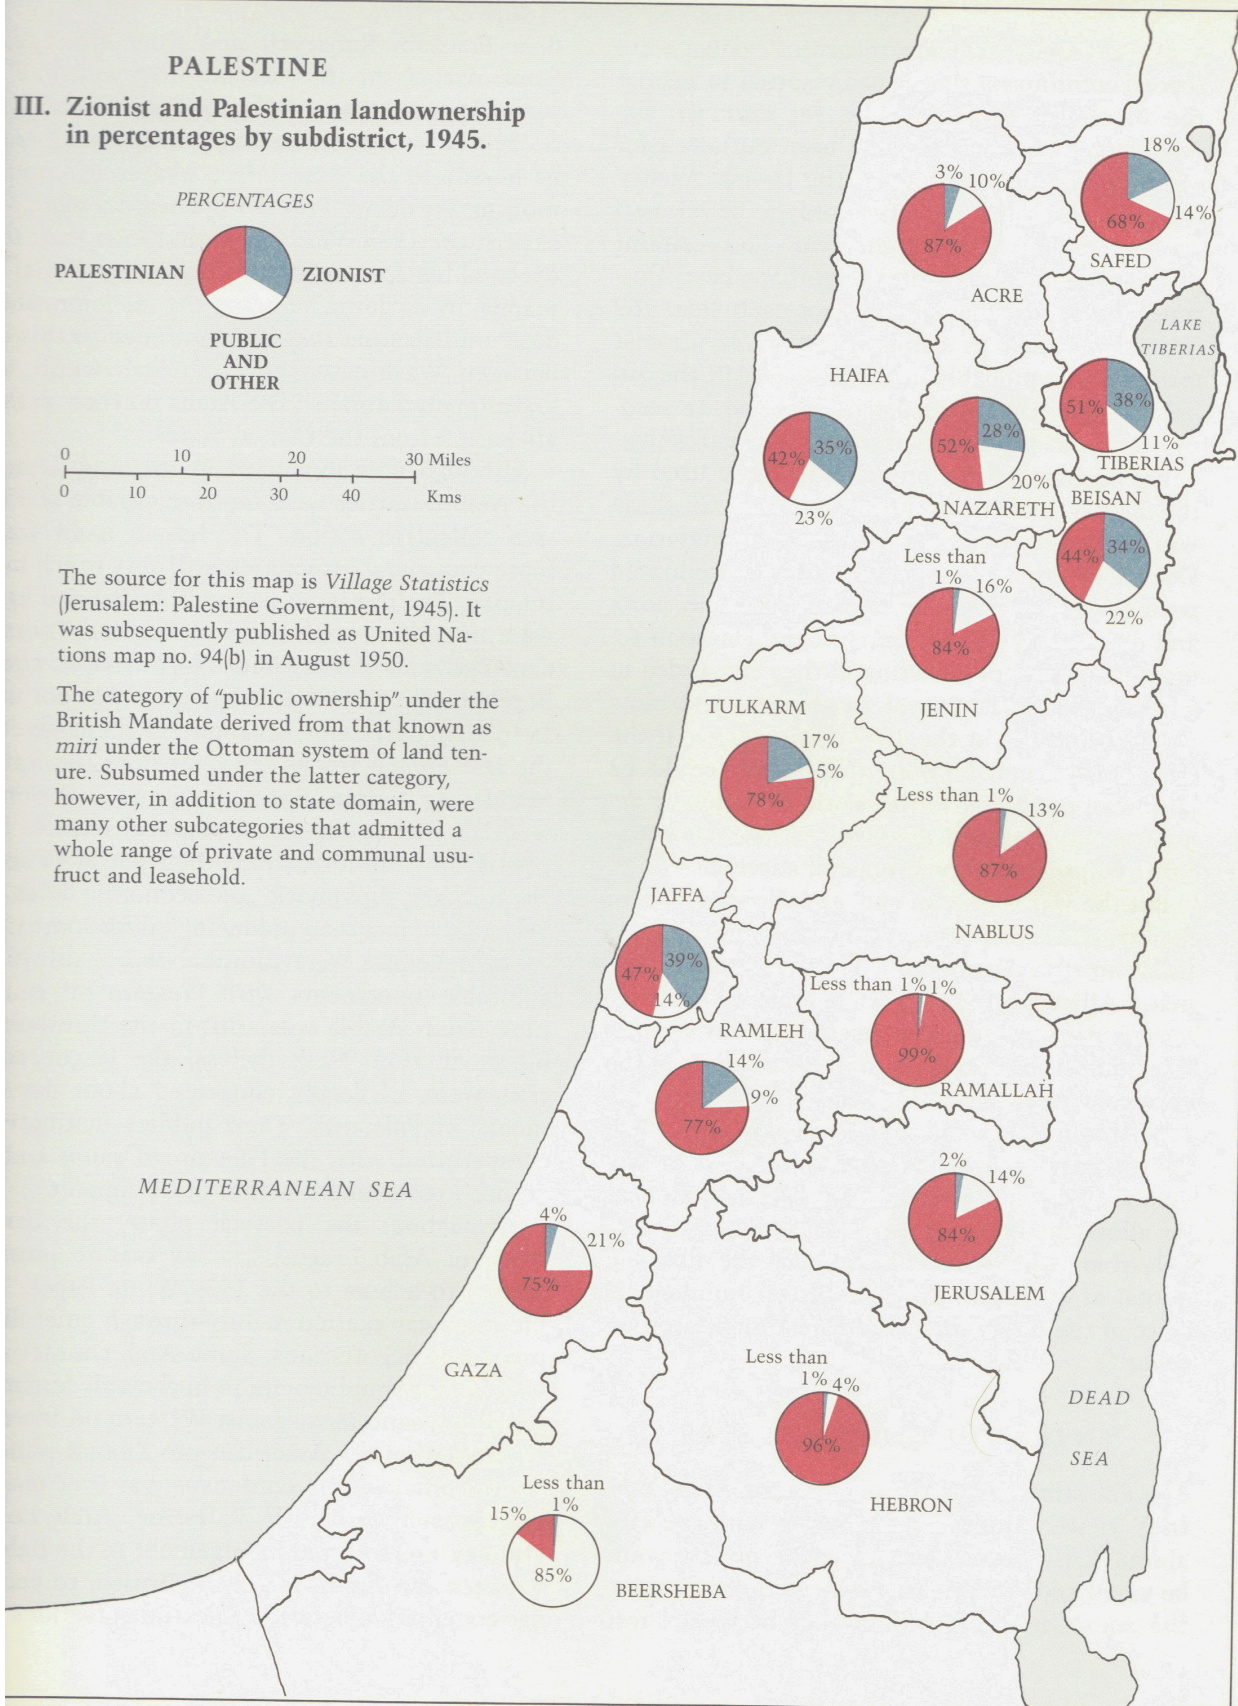 PALESTINE
III. Zionist and Palestinian landownership
in percentages by subdistrict, 1945.
PERCENTAGES
PALESTINIAN
ZIONIST
PUBLIC
AND
OTHER
0 10 20 30 Miles
0 10 20 30 40 Kms
The source for this map is Village Statistics
(Jerusalem: Palestine Government, 1945). It
was subsequently published as United Na-
tions map no. 94(b) in August 1950.
The category of "public ownership" under the
British Mandate derived from that known as
miri under the Ottoman system of land ten-
ure. Subsumed under the latter category,
however, in addition to state domain, were
many other subcategories that admitted a
whole range of private and communal usu-
fruct and leasehold.
MEDITERRANEAN SEA
18%
14%
68%
SAFED
3% 10%
87%
ACRE
LAKE
TIBERIAS
HAIFA
42% 35%
23%
52% 28%
20%
NAZARETH
51% 38%
11%
TIBERIAS
BEISAN
44% 34%
22%
Less than
1% 16%
84%
JENIN
TULKARM
17%
5%
78%
Less than 1% 13%
87%
NABLUS
JAFFA
47% 39%
14%
Less than 1% 1%
99%
RAMALLAH
RAMLEH
14%
9%
77%
2%
14%
84%
JERUSALEM
4%
21%
75%
GAZA
Less than
1% 4%
96%
HEBRON
DEAD
SEA
Less than
15% 1%
85%
BEERSHEBA